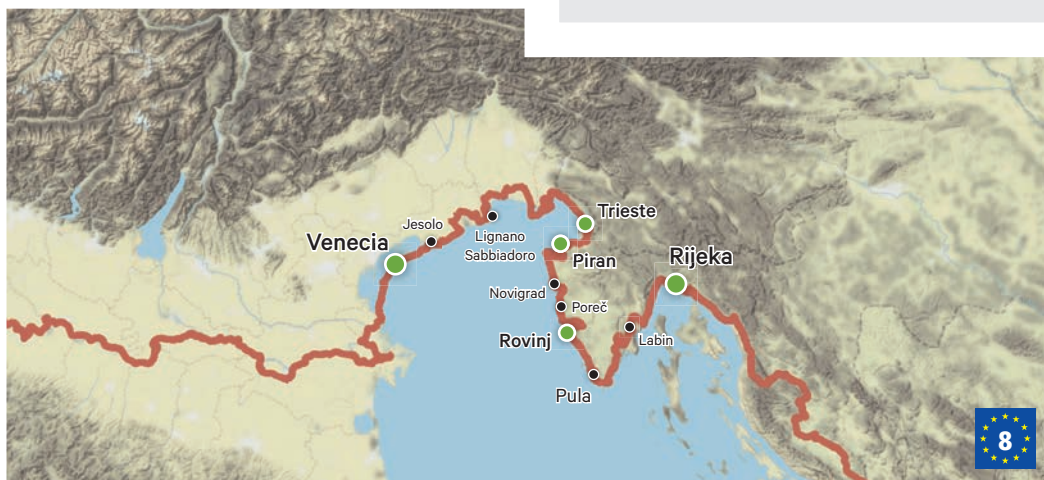 Trieste
Jesolo
Venecia
Lignano
Sabbiadoro
Piran
Rijeka
Novigrad
Poreč
Rovinj
Labin
Pula
8